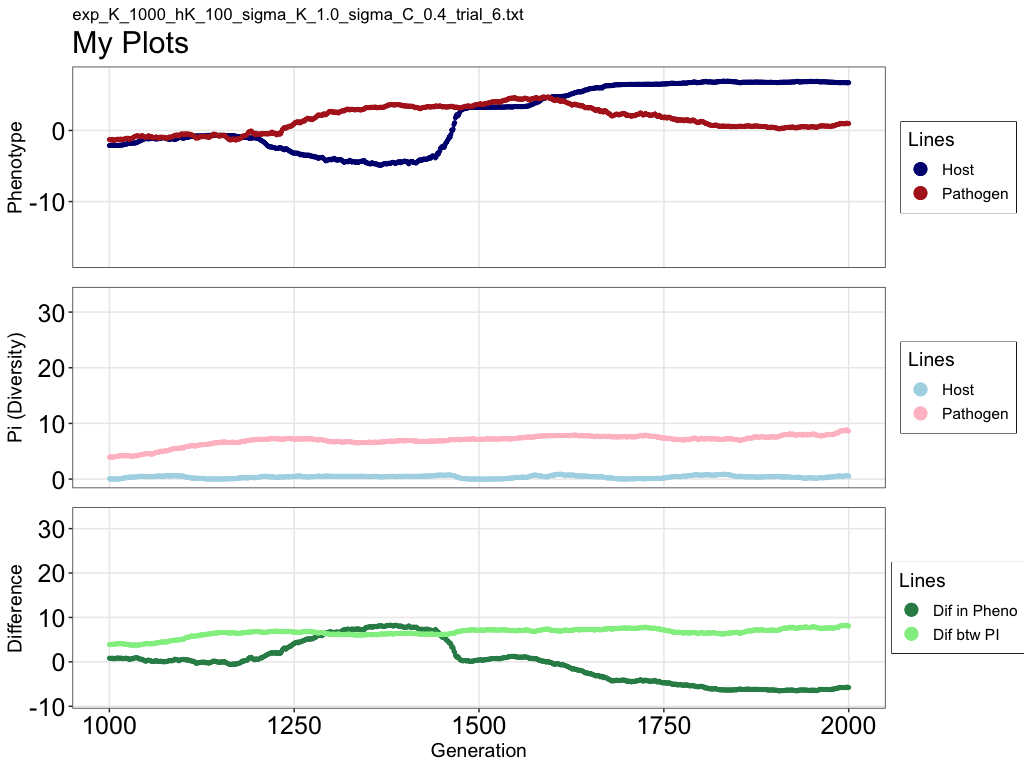 exp_K_1000_hK_100_sigma_K_1.0_sigma_C_0.4_trial_6.txt
My Plots
Phenotype
0
-10
Lines
Host
Pathogen
Pi (Diversity)
30
20
10
0
Lines
Host
Pathogen
Difference
30
20
10
0
-10
Lines
Dif in Pheno
Dif btw PI
1000 1250 1500 1750 2000
Generation